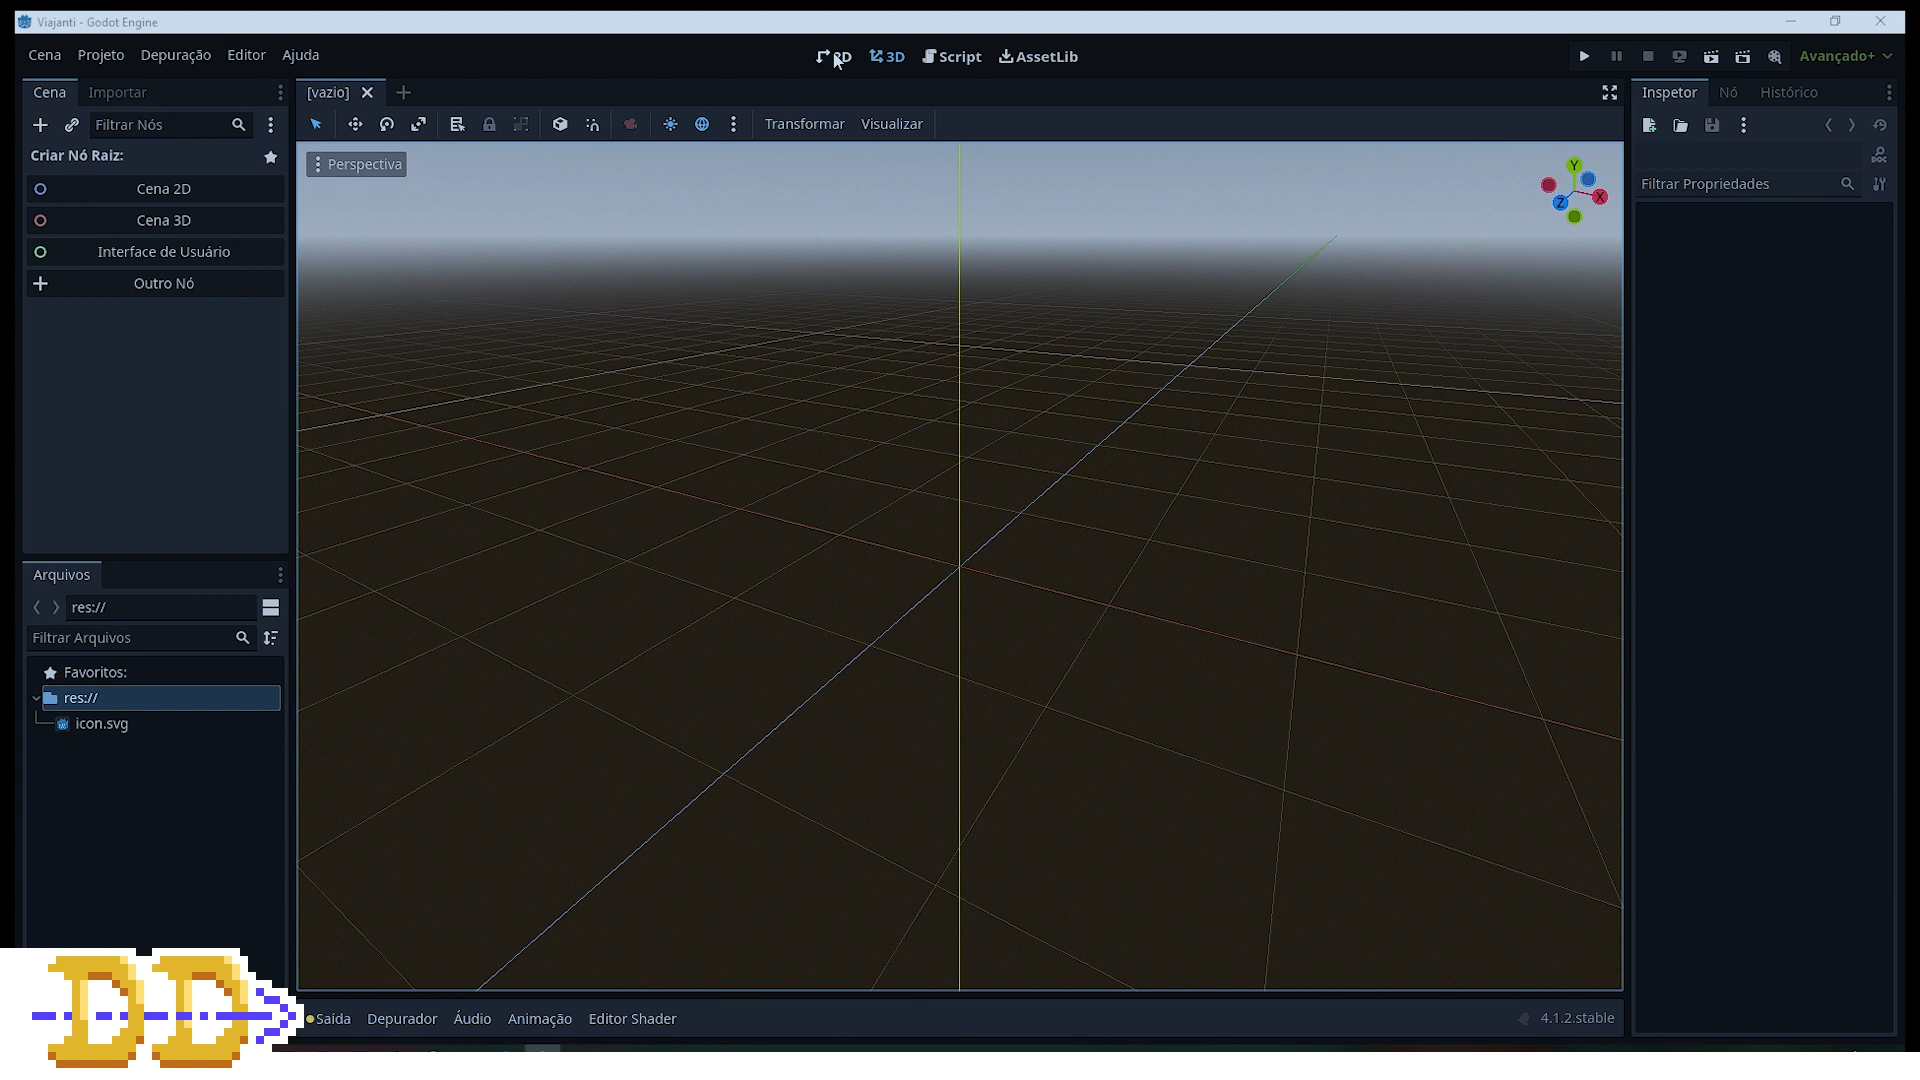 Viajanti - Godot Engine
Cena Projeto Depuração Editor Ajuda
2D 3D Script AssetLib
Avançado+
Cena Importar
[vazio]
Inspetor Nó Histórico
Filtrar Nós
Transformar Visualizar
Criar Nó Raiz:
Perspectiva
Cena 2D
Cena 3D
Interface de Usuário
Outro Nó
Y
X
Z
DOC
Filtrar Propriedades
Arquivos
res://
Filtrar Arquivos
Favoritos:
res://
icon.svg
DD
Saída Depurador Áudio Animação Editor Shader
4.1.2.stable